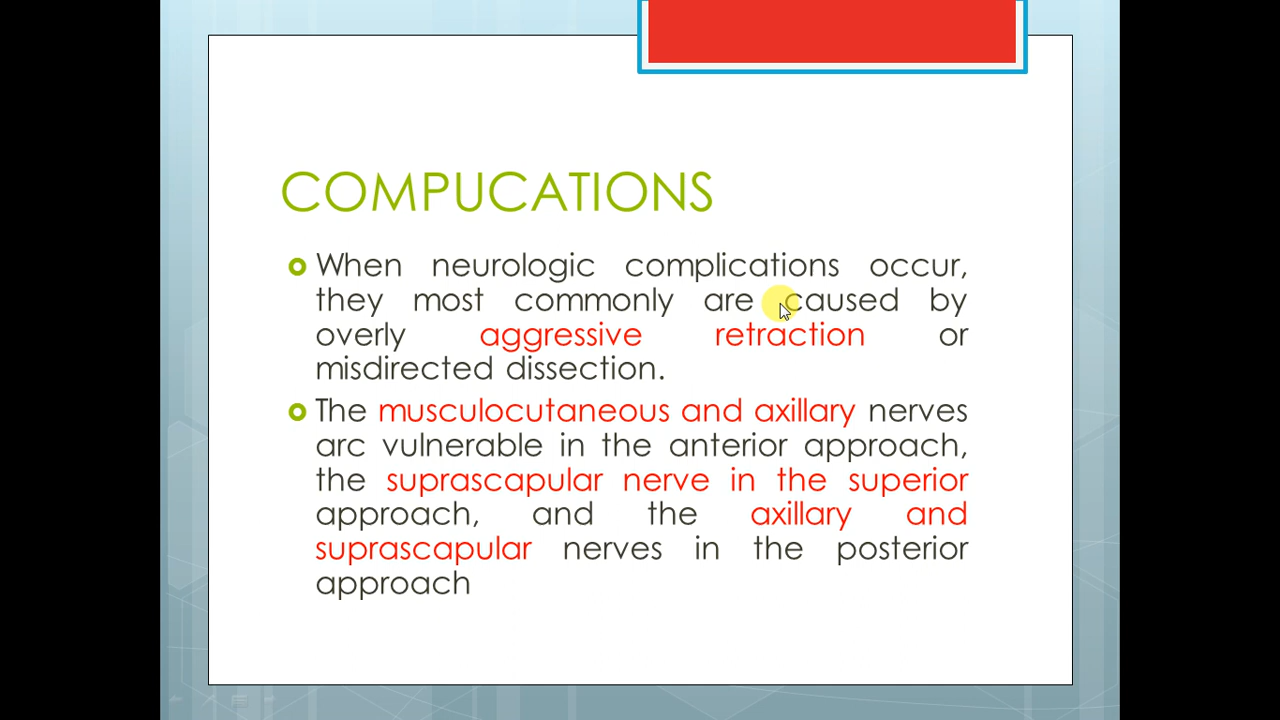 COMPUCATIONS
When neurologic complications occur,
they most commonly are caused by
overly aggressive retraction or
misdirected dissection.
The musculocutaneous and axillary nerves
arc vulnerable in the anterior approach,
the suprascapular nerve in the superior
approach, and the axillary and
suprascapular nerves in the posterior
approach